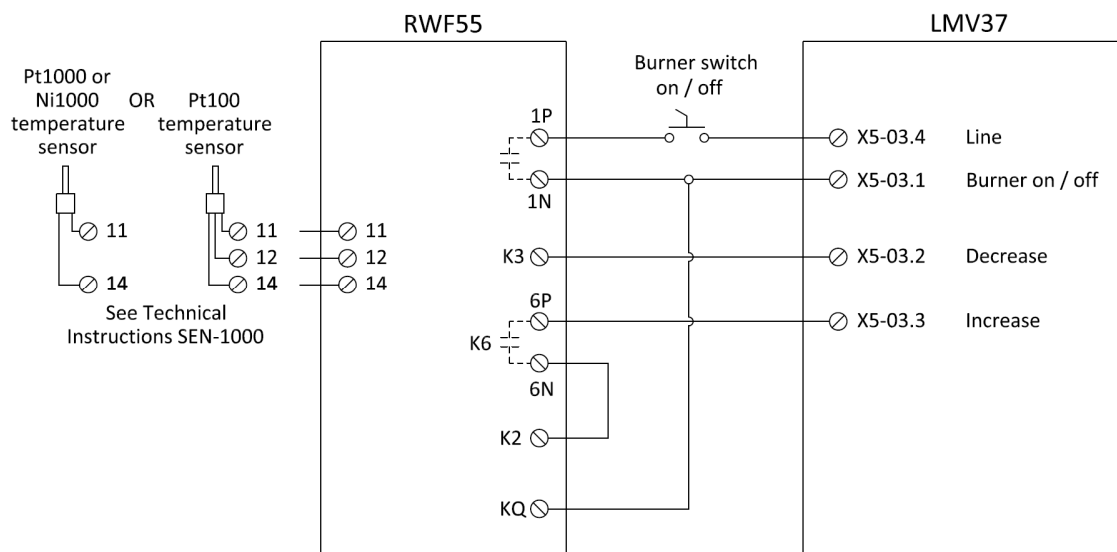 RWF55
LMV37
Pt1000 or
Ni1000
temperature
sensor
OR
Pt100
temperature
sensor
Burner switch
on / off
1P
X5-03.4 Line
1N
X5-03.1 Burner on / off
11
11
11
12
12
14
14
14
K3
X5-03.2 Decrease
See Technical
Instructions SEN-1000
6P
X5-03.3 Increase
K6
6N
K2
KQ